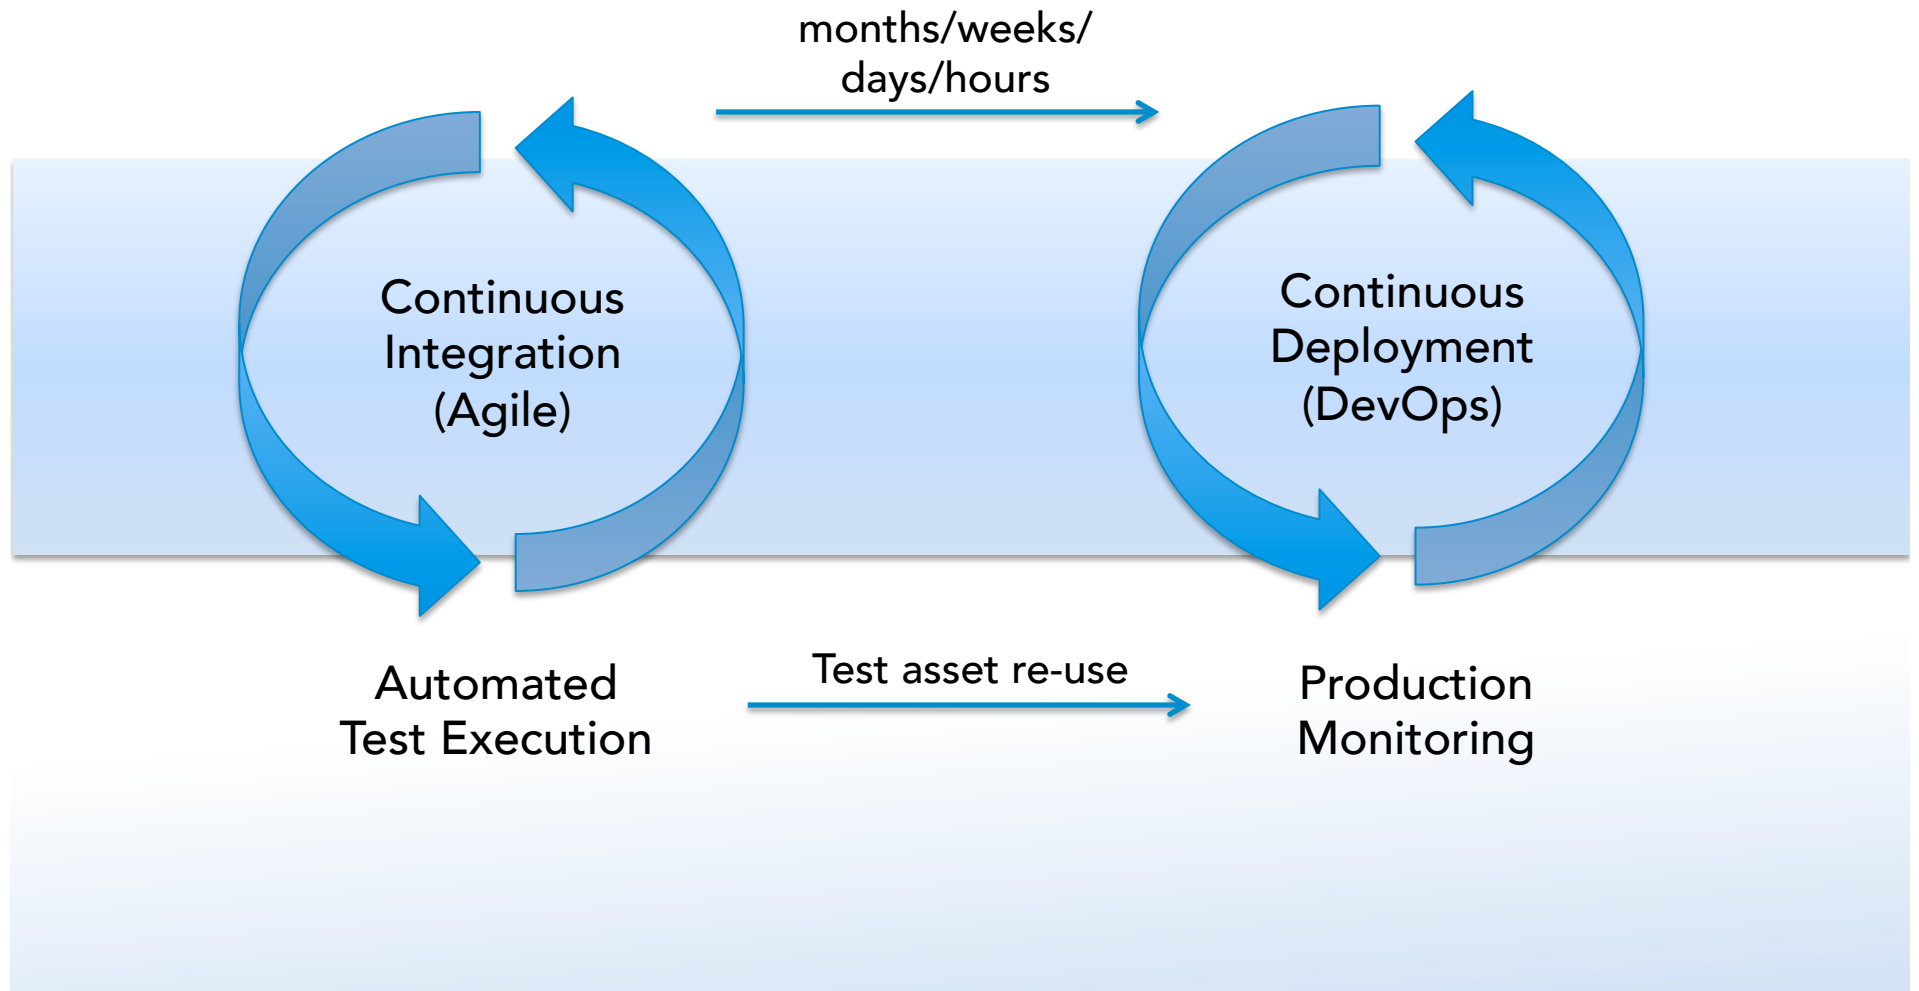 months/weeks/
days/hours
Continuous
Integration
(Agile)
Continuous
Deployment
(DevOps)
Automated
Test Execution
Test asset re-use
Production
Monitoring